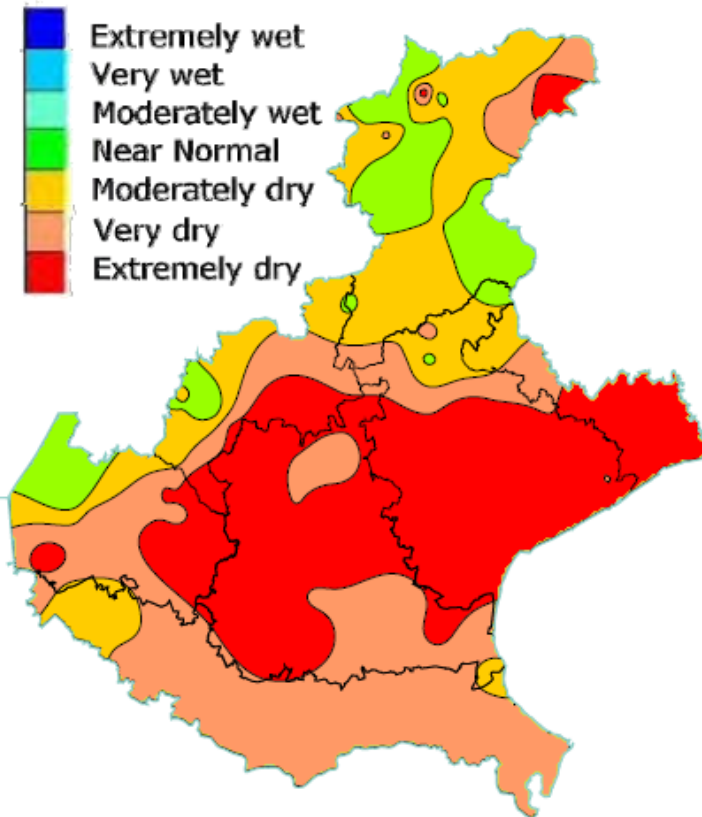 Extremely wet
Very wet
Moderately wet
Near Normal
Moderately dry
Very dry
Extremely dry